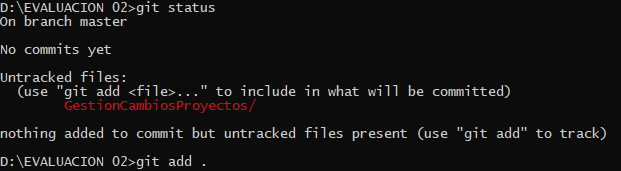 D:\EVALUACION 02>git status
On branch master
No commits yet
Untracked files:
(use "git add <file>..." to include in what will be committed)
GestionCambiosProyectos/
nothing added to commit but untracked files present (use "git add" to track)
D:\EVALUACION 02>git add .